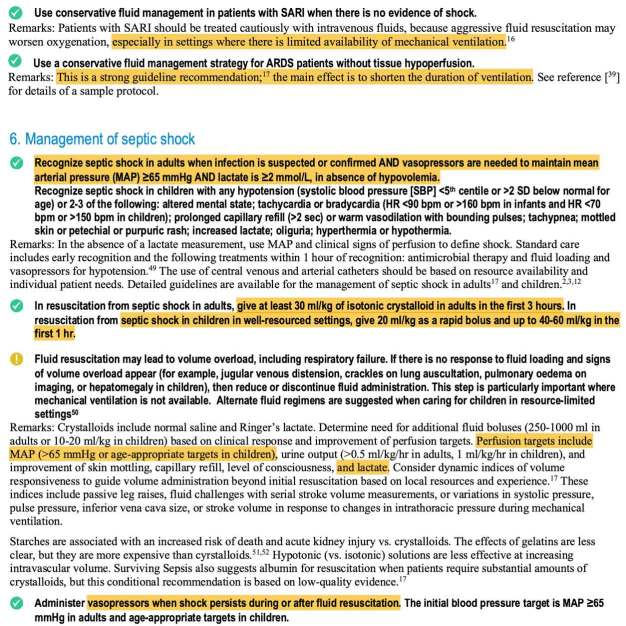 Use conservative fluid management in patients with SARI when there is no evidence of shock.
Remarks: Patients with SARI should be treated cautiously with intravenous fluids, because aggressive fluid resuscitation may
worsen oxygenation, especially in settings where there is limited availability of mechanical ventilation.16
Use a conservative fluid management strategy for ARDS patients without tissue hypoperfusion.
Remarks: This is a strong guideline recommendation;17 the main effect is to shorten the duration of ventilation. See reference [39]
for details of a sample protocol.
6. Management of septic shock
Recognize septic shock in adults when infection is suspected or confirmed AND vasopressors are needed to maintain mean
arterial pressure (MAP) ≥65 mmHg AND lactate is ≥2 mmol/L, in absence of hypovolemia.
Recognize septic shock in children with any hypotension (systolic blood pressure [SBP] <5th centile or >2 SD below normal for
age) or 2-3 of the following: altered mental state; tachycardia or bradycardia (HR <90 bpm or >160 bpm in infants and HR <70
bpm or >150 bpm in children); prolonged capillary refill (>2 sec) or warm vasodilation with bounding pulses; tachypnea; mottled
skin or petechial or purpuric rash; increased lactate; oliguria; hyperthermia or hypothermia.
Remarks: In the absence of a lactate measurement, use MAP and clinical signs of perfusion to define shock. Standard care
includes early recognition and the following treatments within 1 hour of recognition: antimicrobial therapy and fluid loading and
vasopressors for hypotension.49 The use of central venous and arterial catheters should be based on resource availability and
individual patient needs. Detailed guidelines are available for the management of septic shock in adults17 and children.2,3,12
In resuscitation from septic shock in adults, give at least 30 ml/kg of isotonic crystalloid in adults in the first 3 hours. In
resuscitation from septic shock in children in well-resourced settings, give 20 ml/kg as a rapid bolus and up to 40-60 ml/kg in the
first 1 hr.
Fluid resuscitation may lead to volume overload, including respiratory failure. If there is no response to fluid loading and signs
of volume overload appear (for example, jugular venous distension, crackles on lung auscultation, pulmonary oedema on
imaging, or hepatomegaly in children), then reduce or discontinue fluid administration. This step is particularly important where
mechanical ventilation is not available. Alternate fluid regimens are suggested when caring for children in resource-limited
settings50
Remarks: Crystalloids include normal saline and Ringer's lactate. Determine need for additional fluid boluses (250-1000 ml in
adults or 10-20 ml/kg in children) based on clinical response and improvement of perfusion targets. Perfusion targets include
MAP (>65 mmHg or age-appropriate targets in children), urine output (>0.5 ml/kg/hr in adults, 1 ml/kg/hr in children), and
improvement of skin mottling, capillary refill, level of consciousness, and lactate. Consider dynamic indices of volume
responsiveness to guide volume administration beyond initial resuscitation based on local resources and experience.17 These
indices include passive leg raises, fluid challenges with serial stroke volume measurements, or variations in systolic pressure,
pulse pressure, inferior vena cava size, or stroke volume in response to changes in intrathoracic pressure during mechanical
ventilation.
Starches are associated with an increased risk of death and acute kidney injury vs. crystalloids. The effects of gelatins are less
clear, but they are more expensive than cyrstalloids.51,52 Hypotonic (vs. isotonic) solutions are less effective at increasing
intravascular volume. Surviving Sepsis also suggests albumin for resuscitation when patients require substantial amounts of
crystalloids, but this conditional recommendation is based on low-quality evidence.17
Administer vasopressors when shock persists during or after fluid resuscitation. The initial blood pressure target is MAP ≥65
mmHg in adults and age-appropriate targets in children.